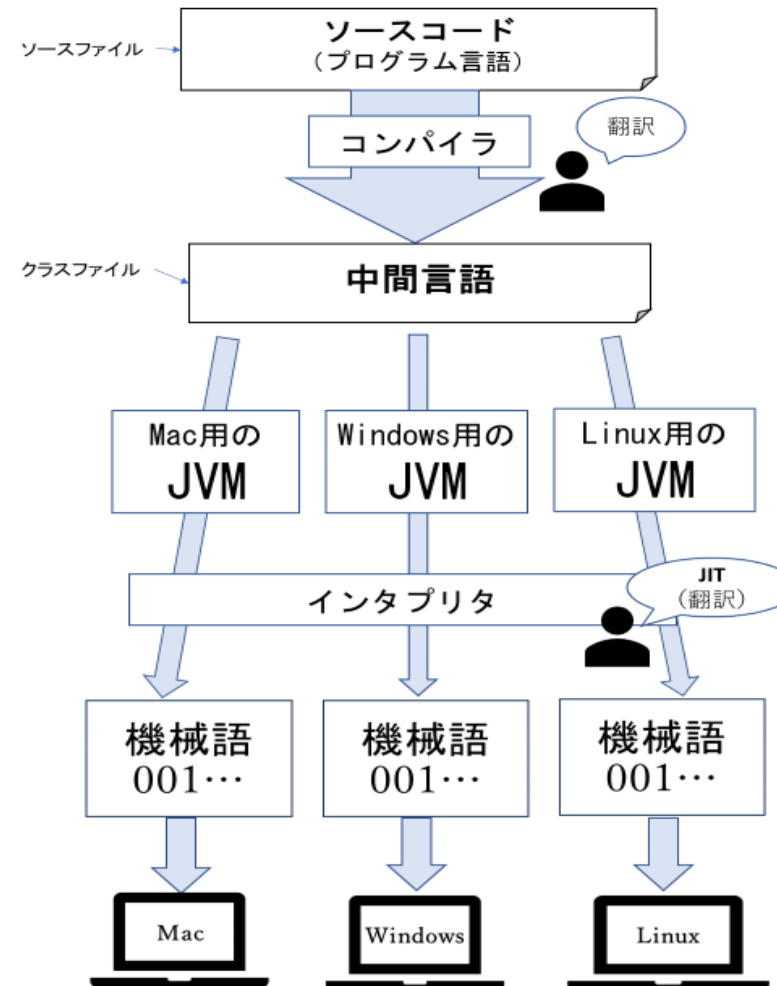 ソースファイル
ソースコード
(プログラム言語)
コンパイラ
翻訳
クラスファイル
中間言語
Mac用の
JVM
Windows用の
JVM
Linux用の
JVM
インタプリタ
JIT
(翻訳)
機械語
001…
機械語
001…
機械語
001…
Mac
Windows
Linux